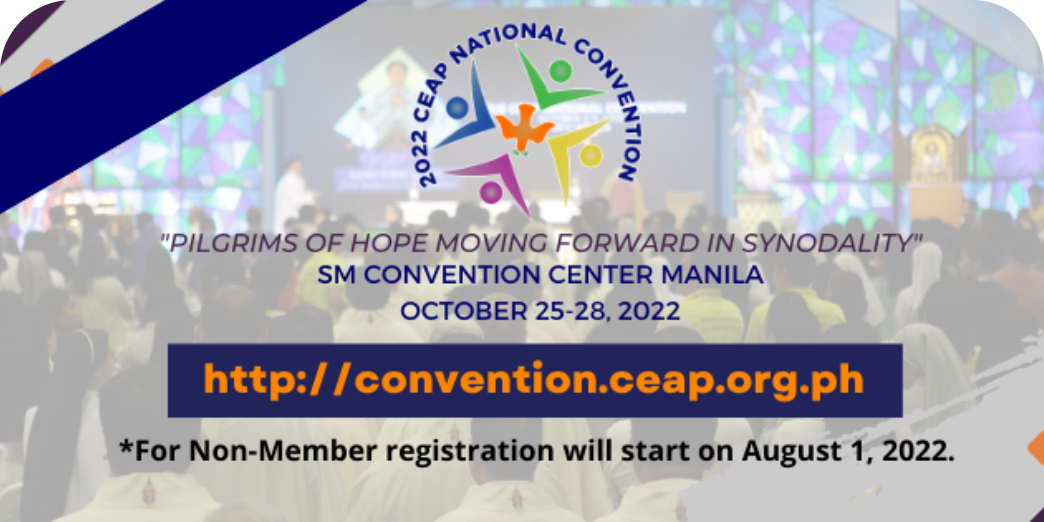 2022 CEAP NATIONAL CONVENTION
"PILGRIMS OF HOPE MOVING FORWARD IN SYNODALITY"
SM CONVENTION CENTER MANILA
OCTOBER 25-28, 2022
http://convention.ceap.org.ph
*For Non-Member registration will start on August 1, 2022.